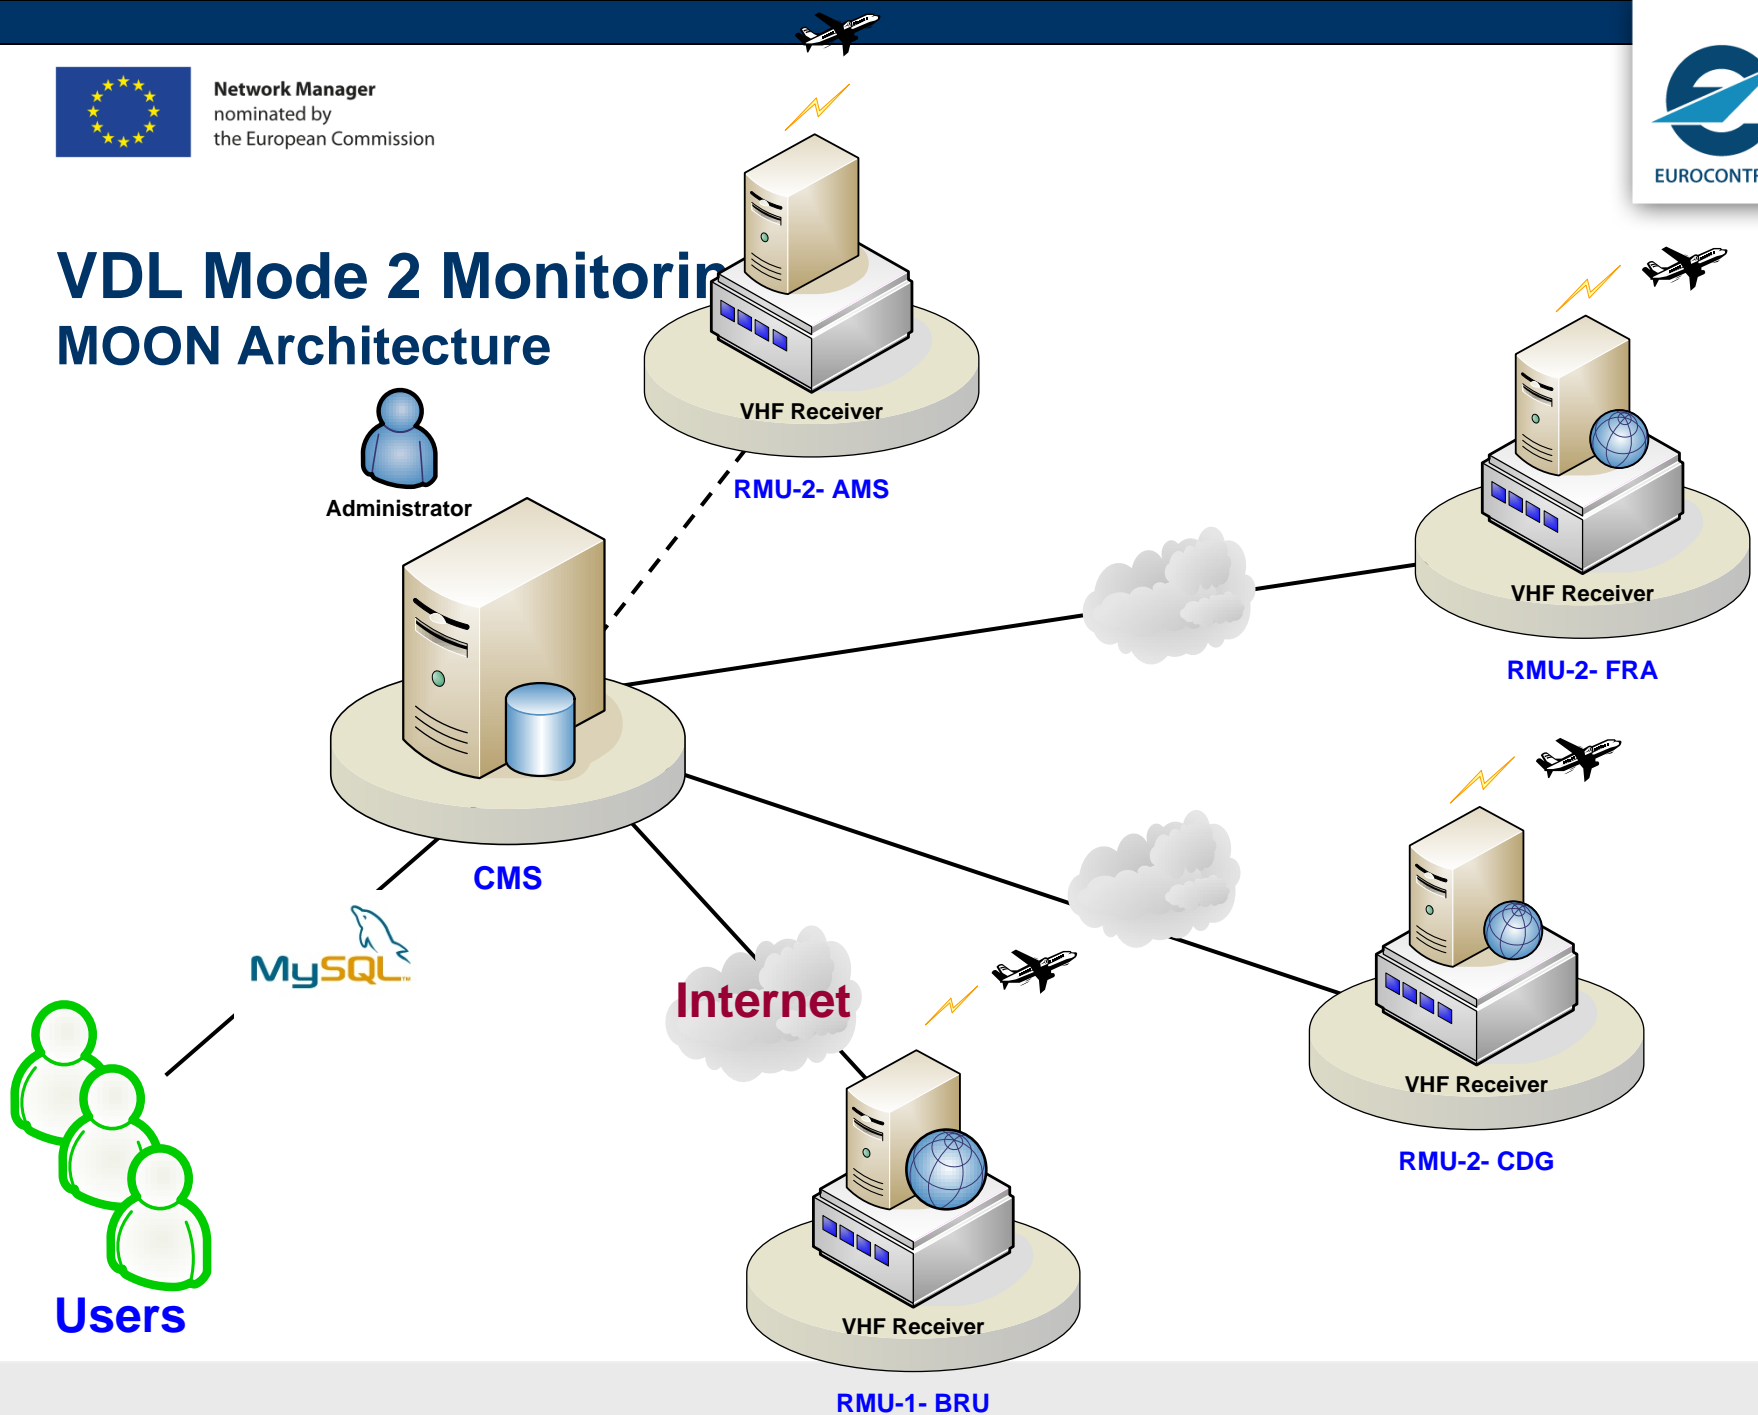 Network Manager
nominated by
the European Commission
EUROCONTR
VDL Mode 2 Monitorin
MOON Architecture
VHF Receiver
RMU-2- AMS
Administrator
VHF Receiver
RMU-2- FRA
CMS
MySQL
Internet
VHF Receiver
RMU-2- CDG
Users
VHF Receiver
RMU-1- BRU